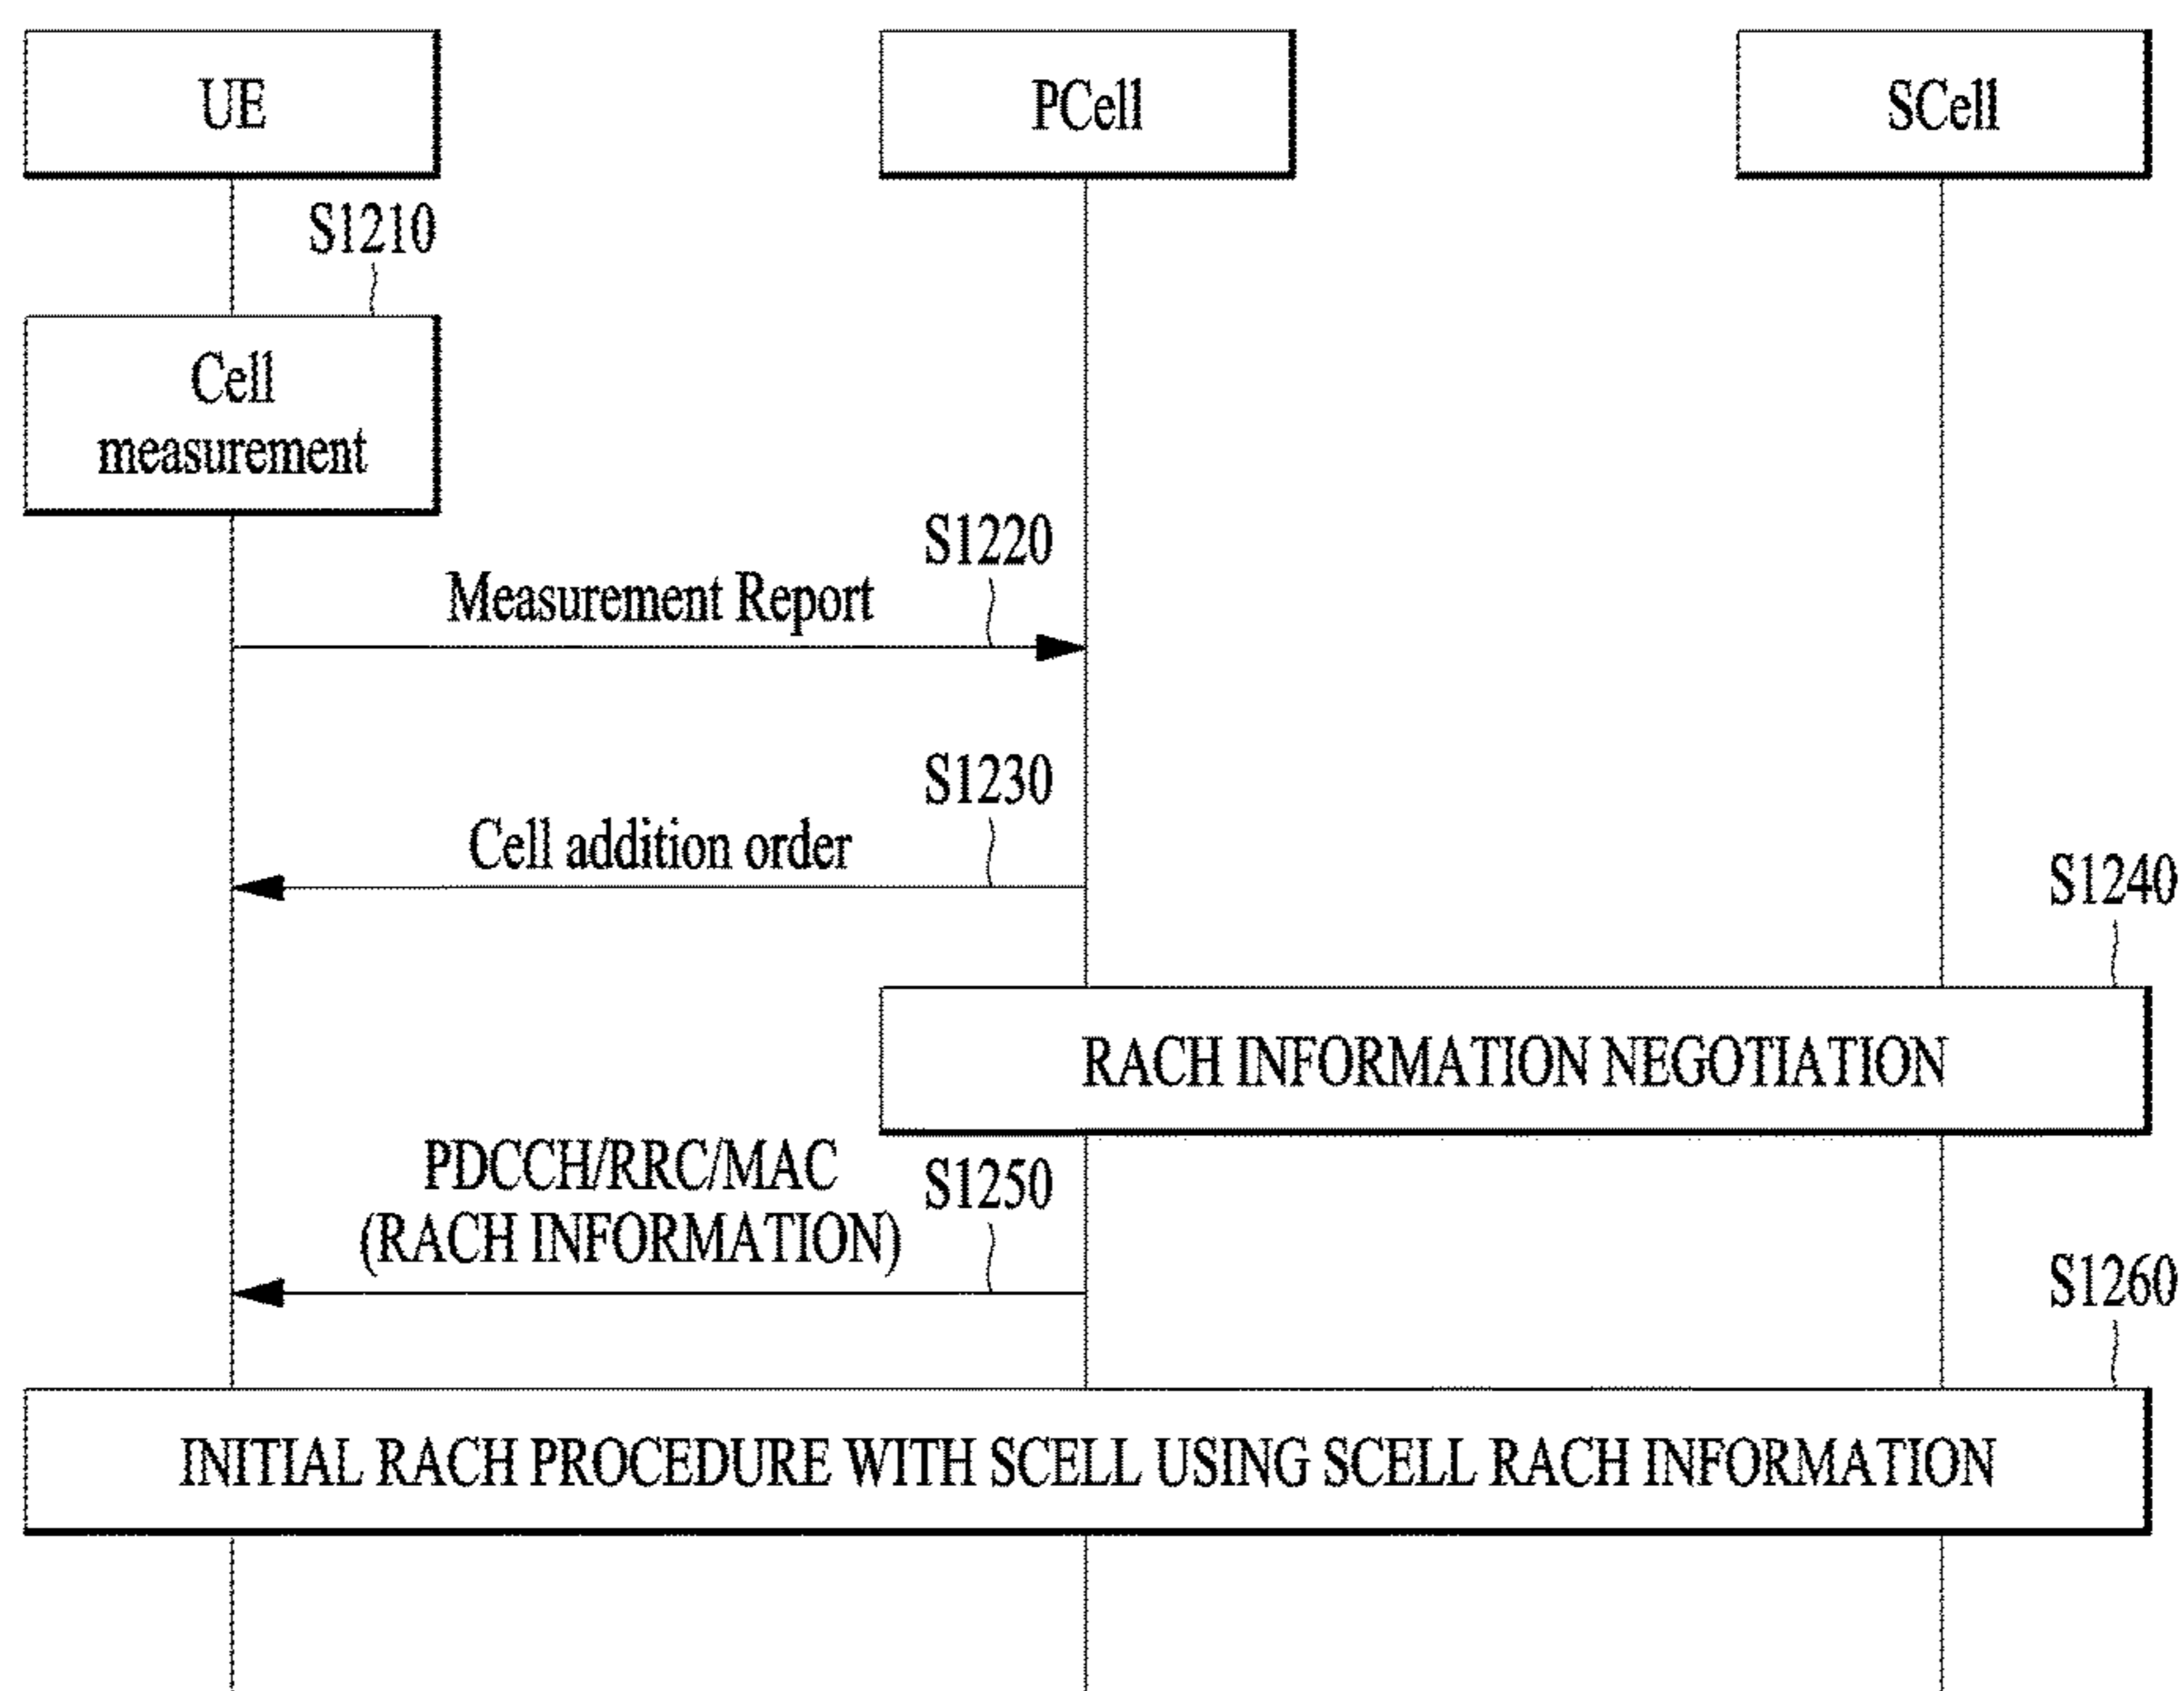 UE
PCell
SCell
S1210
Cell
measurement
S1220
Measurement Report
S1230
Cell addition order
S1240
RACH INFORMATION NEGOTIATION
PDCCH/RRC/MAC
(RACH INFORMATION)
S1250
S1260
INITIAL RACH PROCEDURE WITH SCELL USING SCELL RACH INFORMATION